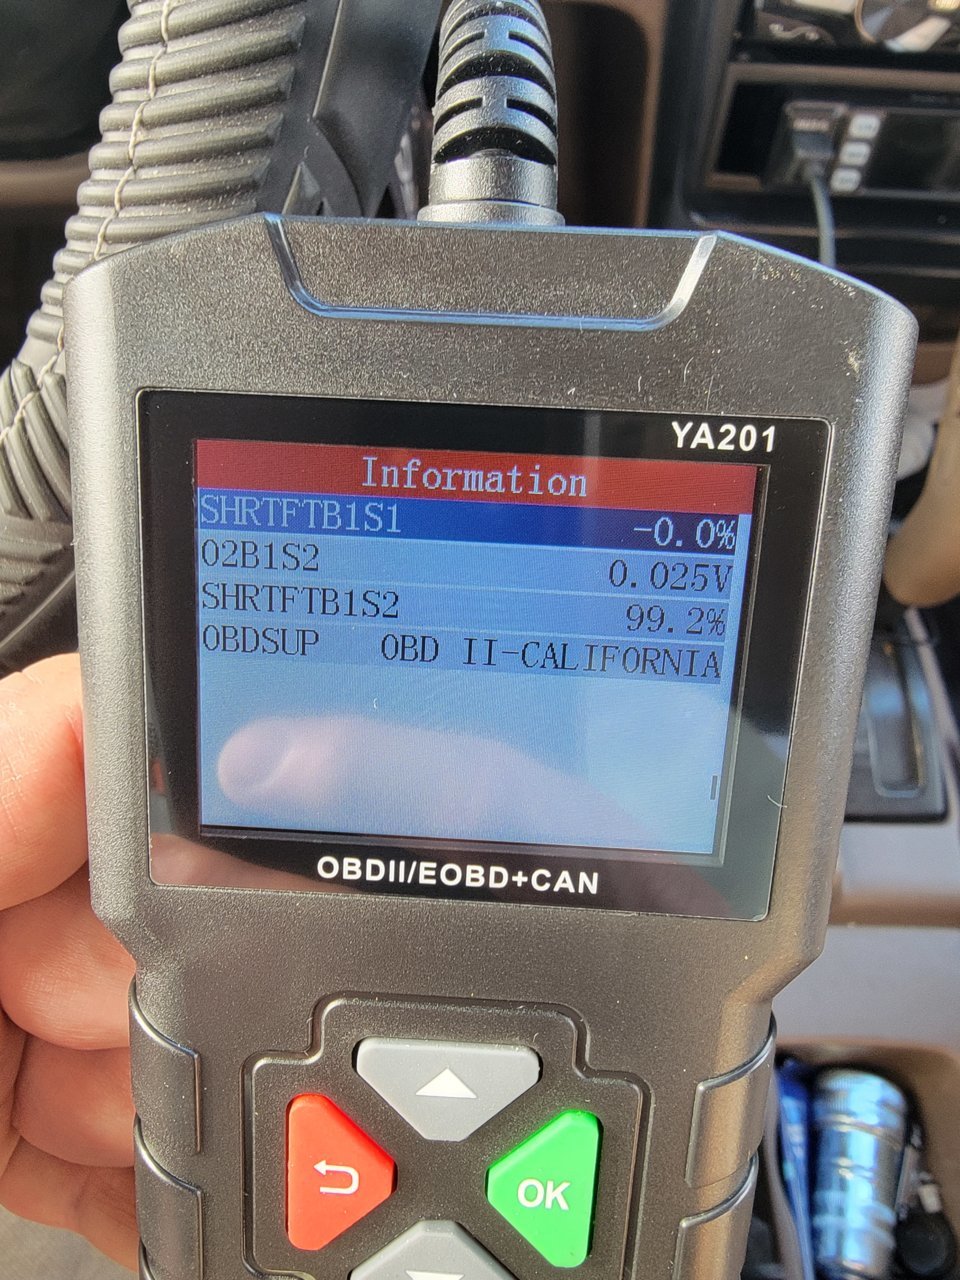 YA201
Information
SHRTFTB1S1 -0.0%
O2B1S2 0.025V
SHRTFTB1S2 99.2%
OBDSUP OBD II-CALIFORNIA
OBDII/EOBD+CAN
OK